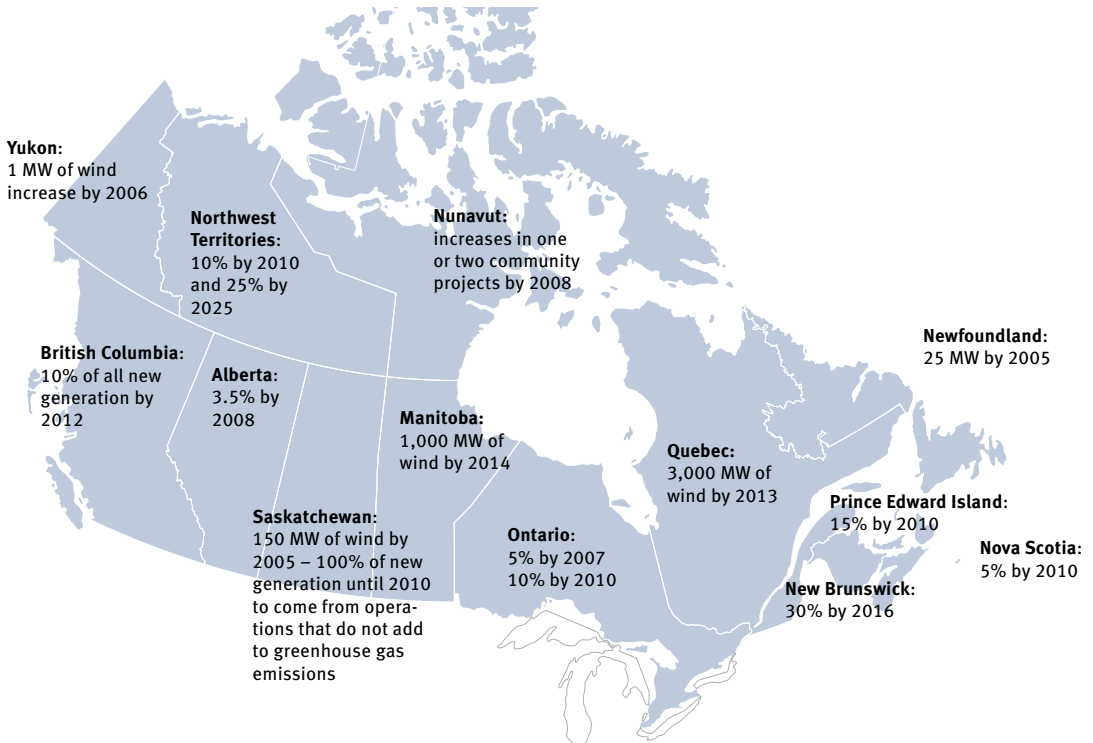 Yukon:
1 MW of wind
increase by 2006
Northwest
Territories:
10% by 2010
and 25% by
2025
Nunavut:
increases in one
or two community
projects by 2008
Newfoundland:
25 MW by 2005
British Columbia:
10% of all new
generation by
2012
Alberta:
3.5% by
2008
Manitoba:
1,000 MW of
wind by 2014
Quebec:
3,000 MW of
wind by 2013
Prince Edward Island:
15% by 2010
Saskatchewan:
150 MW of wind by
2005 – 100% of new
generation until 2010
to come from opera-
tions that do not add
to greenhouse gas
emissions
Ontario:
5% by 2007
10% by 2010
Nova Scotia:
5% by 2010
New Brunswick:
30% by 2016